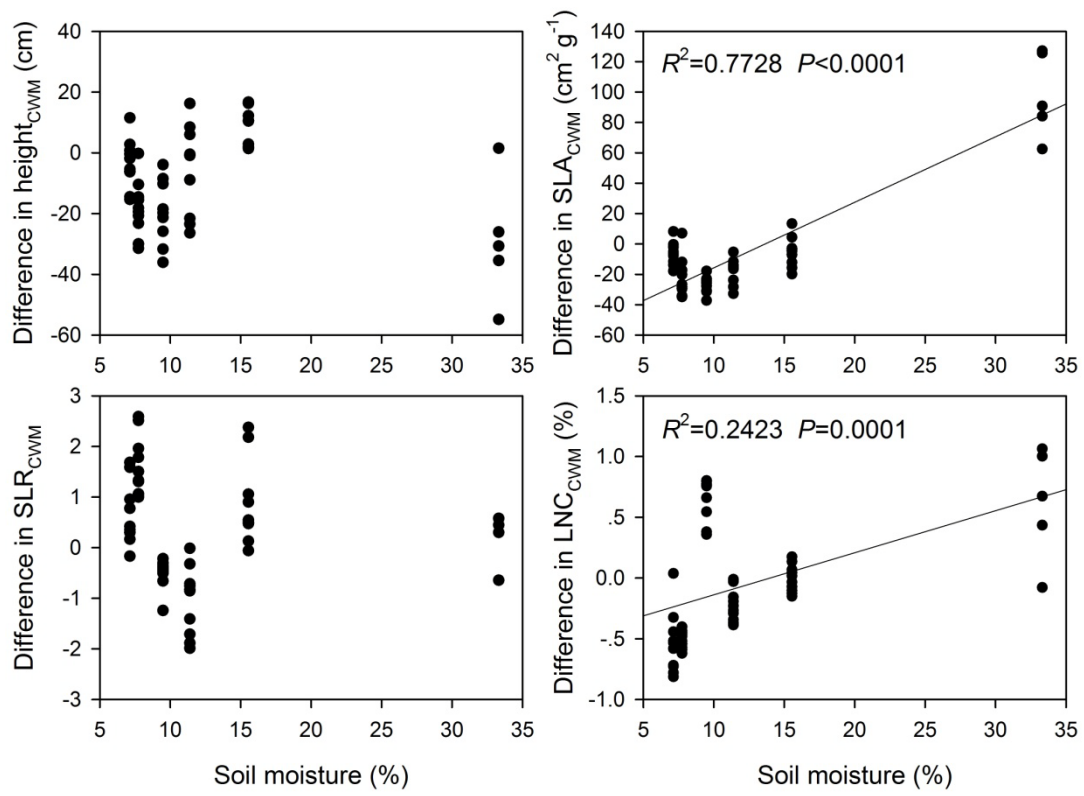 Difference in height_CWM (cm)
40
20
0
-20
-40
-60
5 10 15 20 25 30 35
Difference in SLA_CWM (cm² g⁻¹)
R²=0.7728 P<0.0001
140
120
100
80
60
40
20
0
-20
-40
-60
5 10 15 20 25 30 35
Difference in SLR_CWM
3
2
1
0
-1
-2
-3
5 10 15 20 25 30 35
Soil moisture (%)
Difference in LNC_CWM (%)
R²=0.2423 P=0.0001
1.5
1.0
.5
0.0
-.5
-1.0
5 10 15 20 25 30 35
Soil moisture (%)